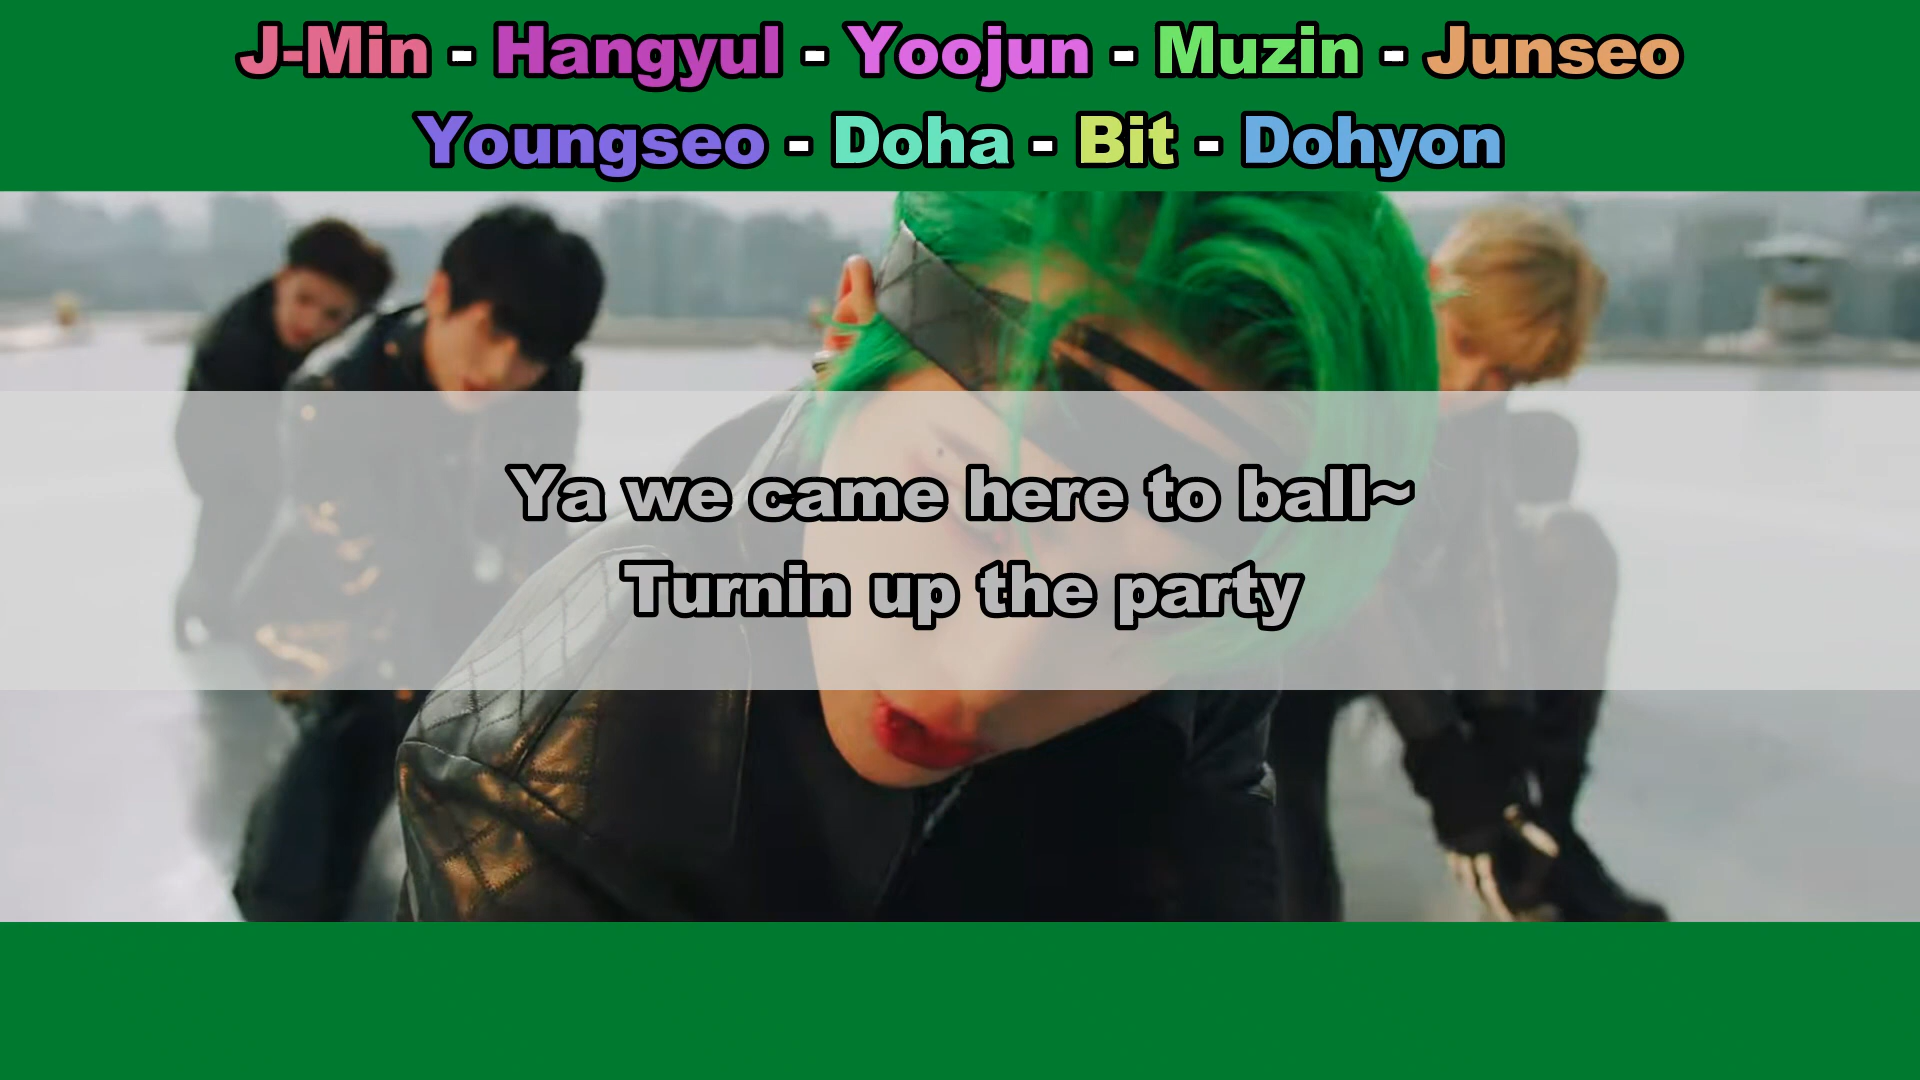 J-Min - Hangyul - Yoojun - Muzin - Junseo
Youngseo - Doha - Bit - Dohyon
Ya we came here to ball~
Turnin up the party